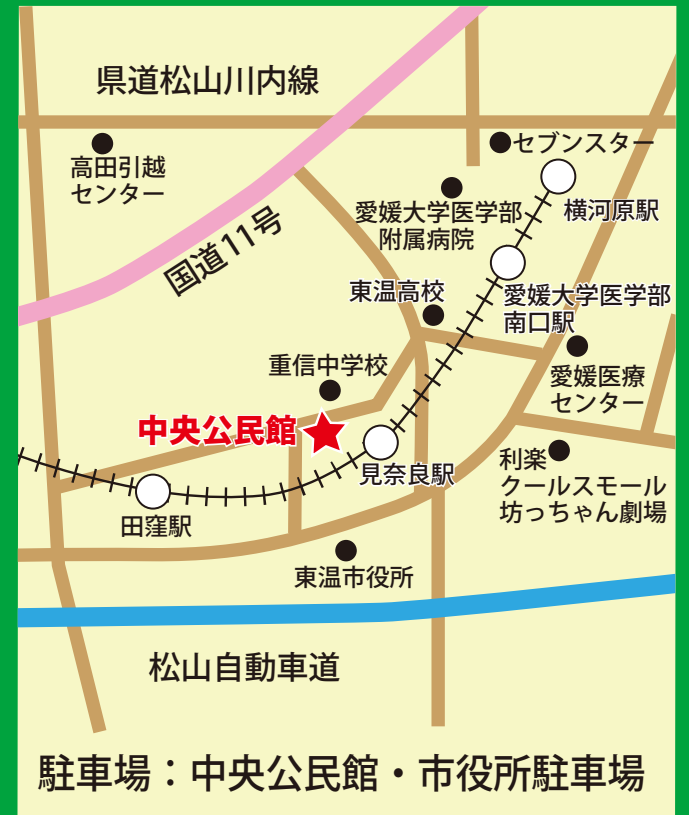 県道松山川内線
セブンスター
高田引越
センター
横河原駅
愛媛大学医学部
附属病院
国道11号
東温高校
愛媛大学医学部
南口駅
重信中学校
愛媛医療
センター
中央公民館
利楽
クールスモール
坊っちゃん劇場
見奈良駅
田窪駅
東温市役所
松山自動車道
駐車場：中央公民館・市役所駐車場